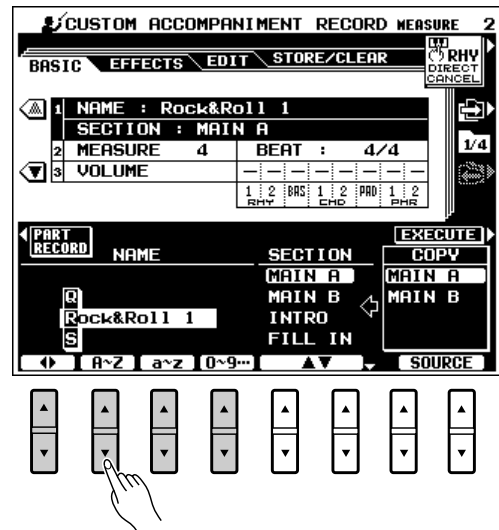 CUSTOM ACCOMPANIMENT RECORD MEASURE 2
BASIC EFFECTS EDIT STORE/CLEAR
RHY
DIRECT
CANCEL
1 NAME : Rock&Roll 1
SECTION : MAIN A
2 MEASURE 4 BEAT : 4/4
1/4
3 VOLUME
1 2 BAS 1 2 PAD 1 2
RHY CHD PHR
PART
RECORD
EXECUTE
NAME SECTION COPY
MAIN A MAIN A
Q MAIN B MAIN B
Rock&Roll 1 INTRO
S FILL IN
A~Z a~z 0~9… SOURCE